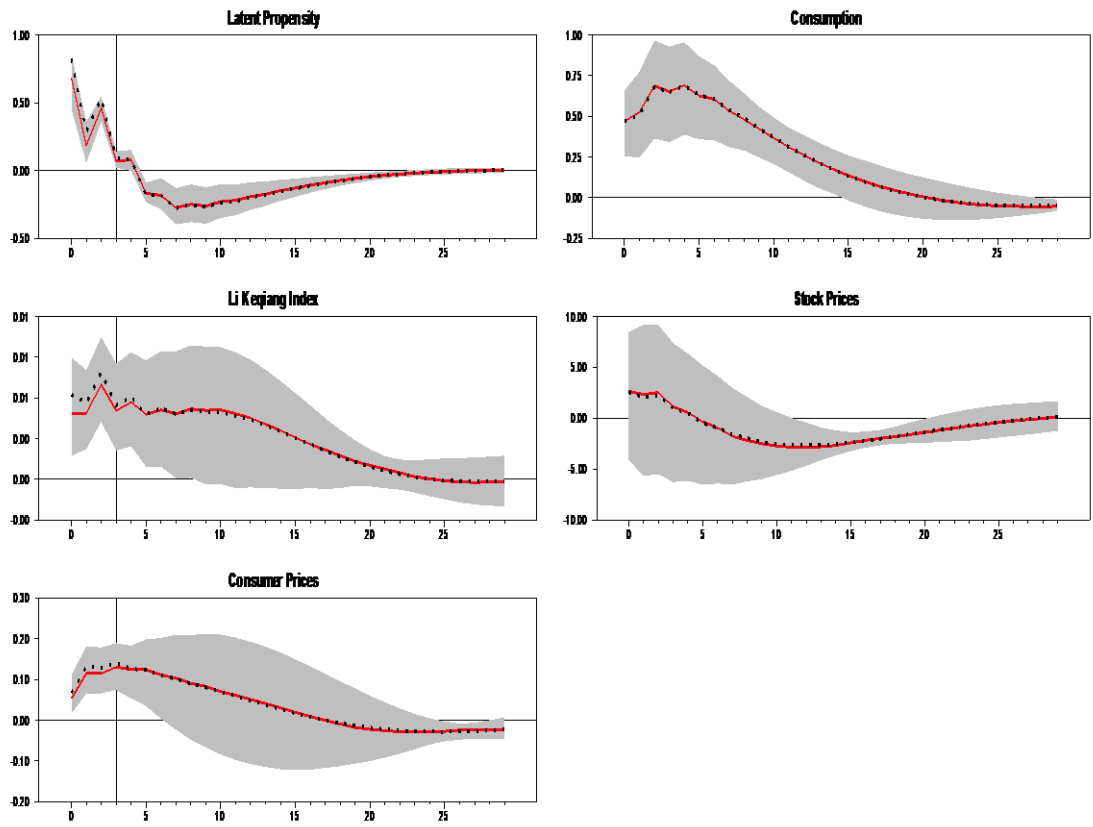 Latent Propensity
1.00
0.50
0.00
-0.50
0 5 10 15 20 25
Consumption
1.00
0.75
0.50
0.25
0.00
-0.25
0 5 10 15 20 25
Li Keqiang Index
0.01
0.01
0.01
0.00
0.00
-0.00
0 5 10 15 20 25
Stock Prices
10.00
5.00
0.00
-5.00
-10.00
0 5 10 15 20 25
Consumer Prices
0.30
0.20
0.10
0.00
-0.10
-0.20
0 5 10 15 20 25